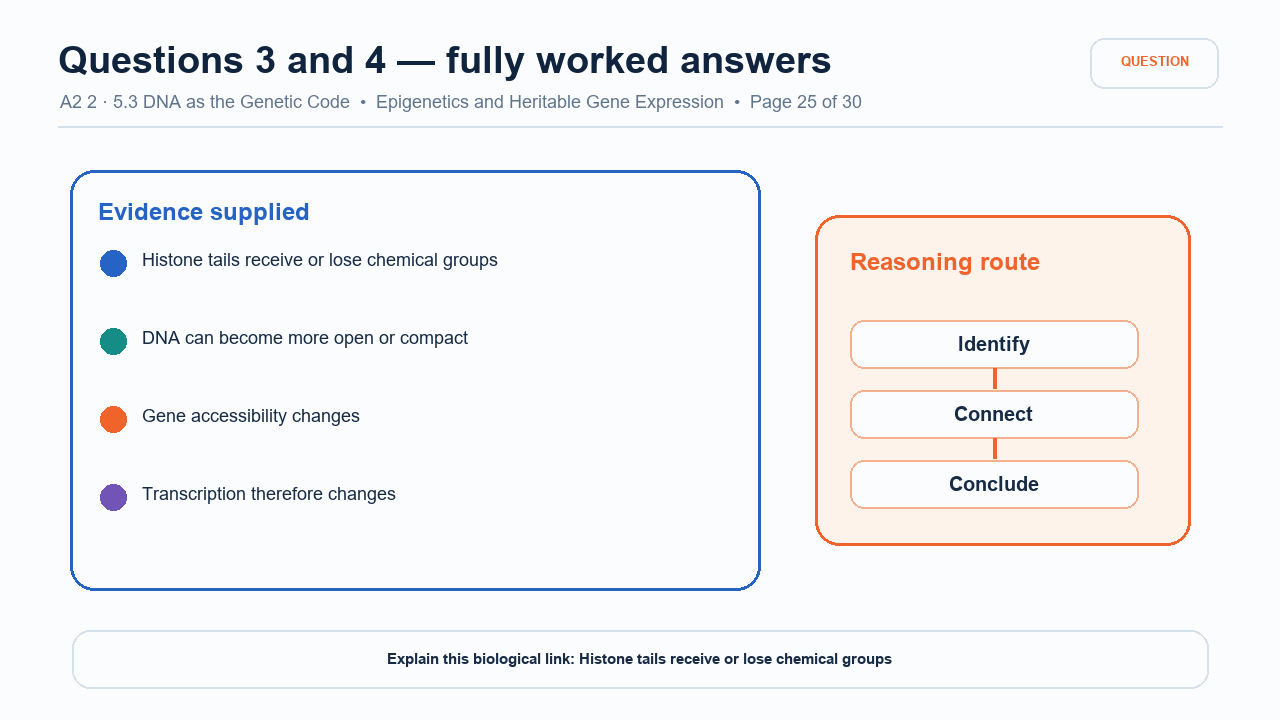 Questions 3 and 4 — fully worked answers
QUESTION
A2 2 · 5.3 DNA as the Genetic Code • Epigenetics and Heritable Gene Expression • Page 25 of 30
Evidence supplied
Histone tails receive or lose chemical groups
DNA can become more open or compact
Gene accessibility changes
Transcription therefore changes
Reasoning route
Identify
Connect
Conclude
Explain this biological link: Histone tails receive or lose chemical groups